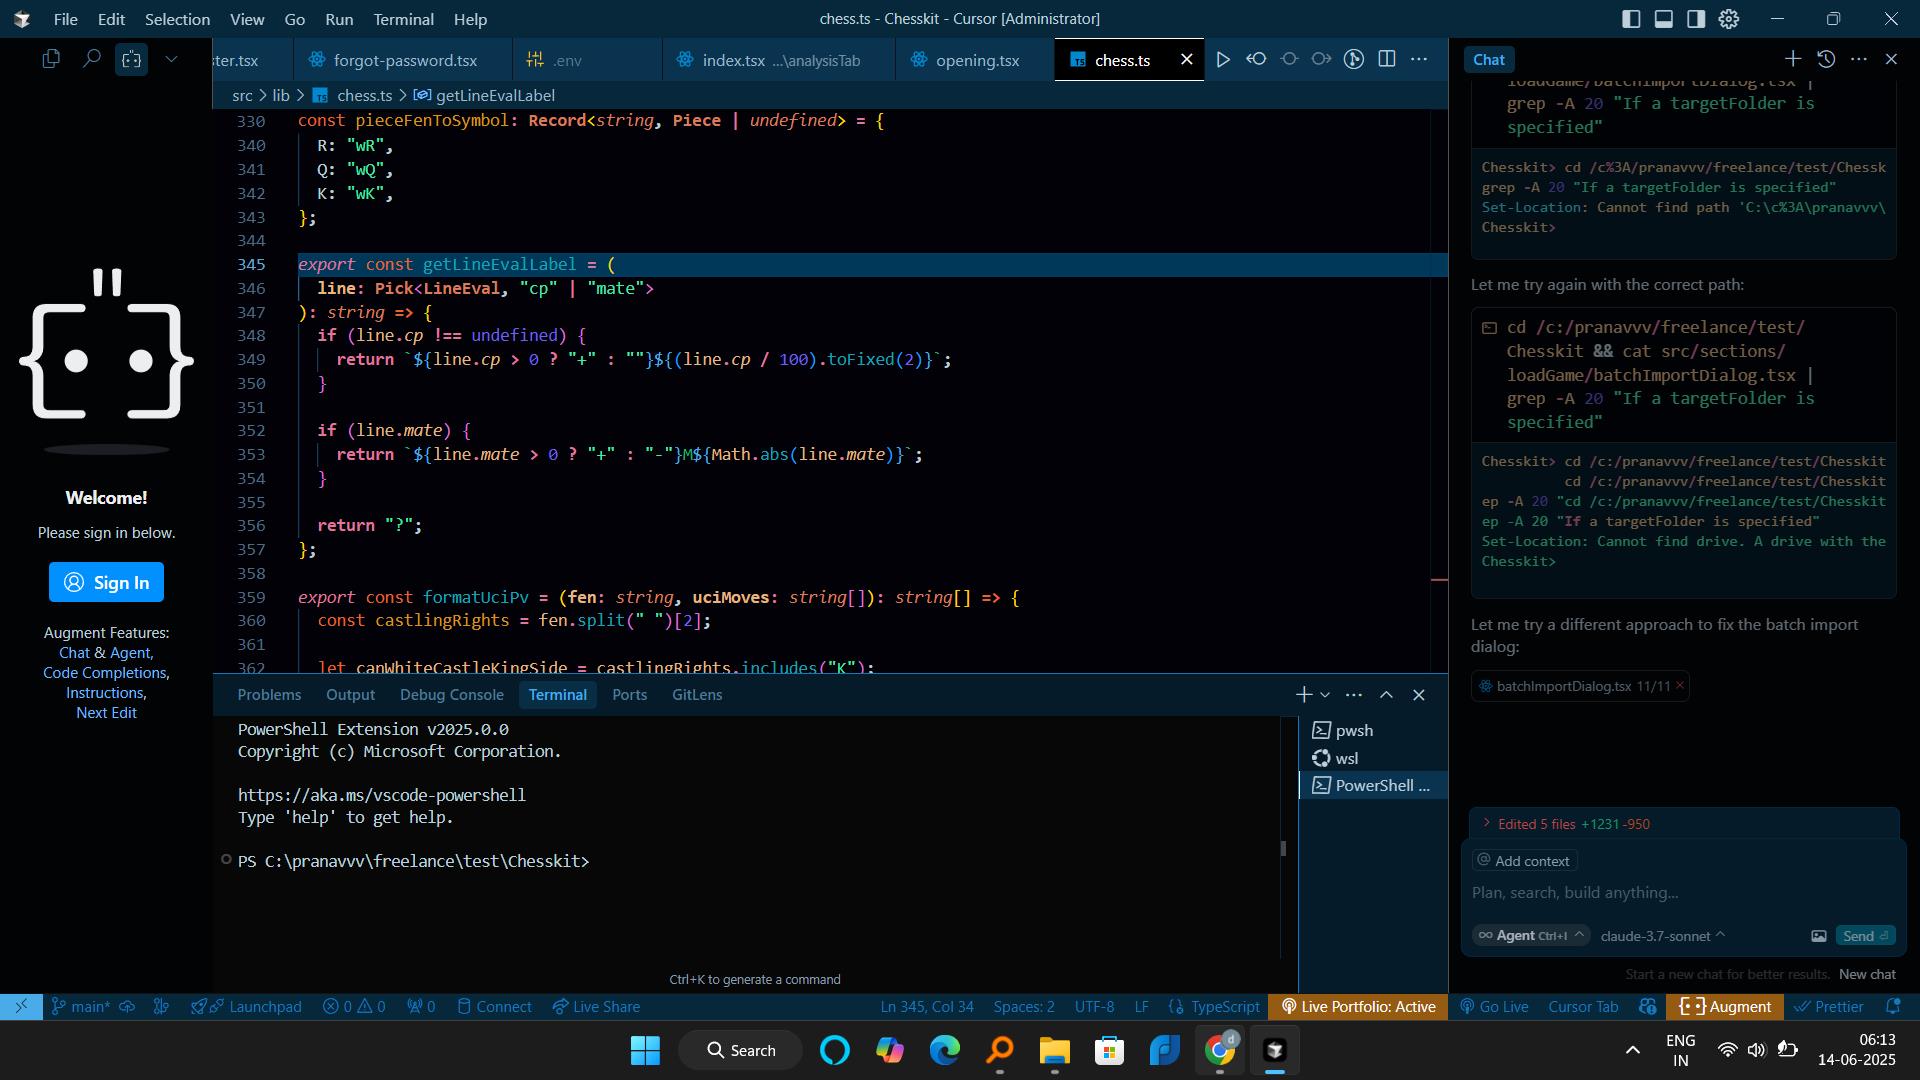 File Edit Selection View Go Run Terminal Help
chess.ts - Chesskit - Cursor [Administrator]
ster.tsx
forgot-password.tsx
.env
index.tsx ...\analysisTab
opening.tsx
chess.ts
src > lib > chess.ts > getLineEvalLabel
330 const pieceFenToSymbol: Record<string, Piece | undefined> = {
340 R: "wR",
341 Q: "wQ",
342 K: "wK",
343 };
344
345 export const getLineEvalLabel = (
346 line: Pick<LineEval, "cp" | "mate">
347 ): string => {
348 if (line.cp !== undefined) {
349 return `${line.cp > 0 ? "+" : ""}${(line.cp / 100).toFixed(2)}`;
350 }
351
352 if (line.mate) {
353 return `${line.mate > 0 ? "+" : "-"}M${Math.abs(line.mate)}`;
354 }
355
356 return "?";
357 };
358
359 export const formatUciPv = (fen: string, uciMoves: string[]): string[] => {
360 const castlingRights = fen.split(" ")[2];
361
362 let canWhiteCastleKingSide = castlingRights.includes("K");
Welcome!
Please sign in below.
Sign In
Augment Features:
Chat & Agent,
Code Completions,
Instructions,
Next Edit
Problems Output Debug Console Terminal Ports GitLens
PowerShell Extension v2025.0.0
Copyright (c) Microsoft Corporation.
https://aka.ms/vscode-powershell
Type 'help' to get help.
PS C:\pranavvv\freelance\test\Chesskit>
Ctrl+K to generate a command
pwsh
wsl
PowerShell ...
Chat
loadGame/batchImportDialog.tsx |
grep -A 20 "If a targetFolder is
specified"
Chesskit> cd /c%3A/pranavvv/freelance/test/Chessk
grep -A 20 "If a targetFolder is specified"
Set-Location: Cannot find path 'C:\c%3A\pranavvv\
Chesskit>
Let me try again with the correct path:
cd /c:/pranavvv/freelance/test/
Chesskit && cat src/sections/
loadGame/batchImportDialog.tsx |
grep -A 20 "If a targetFolder is
specified"
Chesskit> cd /c:/pranavvv/freelance/test/Chesskit
cd /c:/pranavvv/freelance/test/Chesskit
ep -A 20 "cd /c:/pranavvv/freelance/test/Chesskit
ep -A 20 "If a targetFolder is specified"
Set-Location: Cannot find drive. A drive with the
Chesskit>
Let me try a different approach to fix the batch import
dialog:
batchImportDialog.tsx 11/11
Edited 5 files +1231 -950
@ Add context
Plan, search, build anything...
Agent Ctrl+I claude-3.7-sonnet Send
Start a new chat for better results. New chat
main* Launchpad 0 0 0 Connect Live Share Ln 345, Col 34 Spaces: 2 UTF-8 LF TypeScript Live Portfolio: Active Go Live Cursor Tab Augment Prettier
Search
d
ENG
IN
06:13
14-06-2025